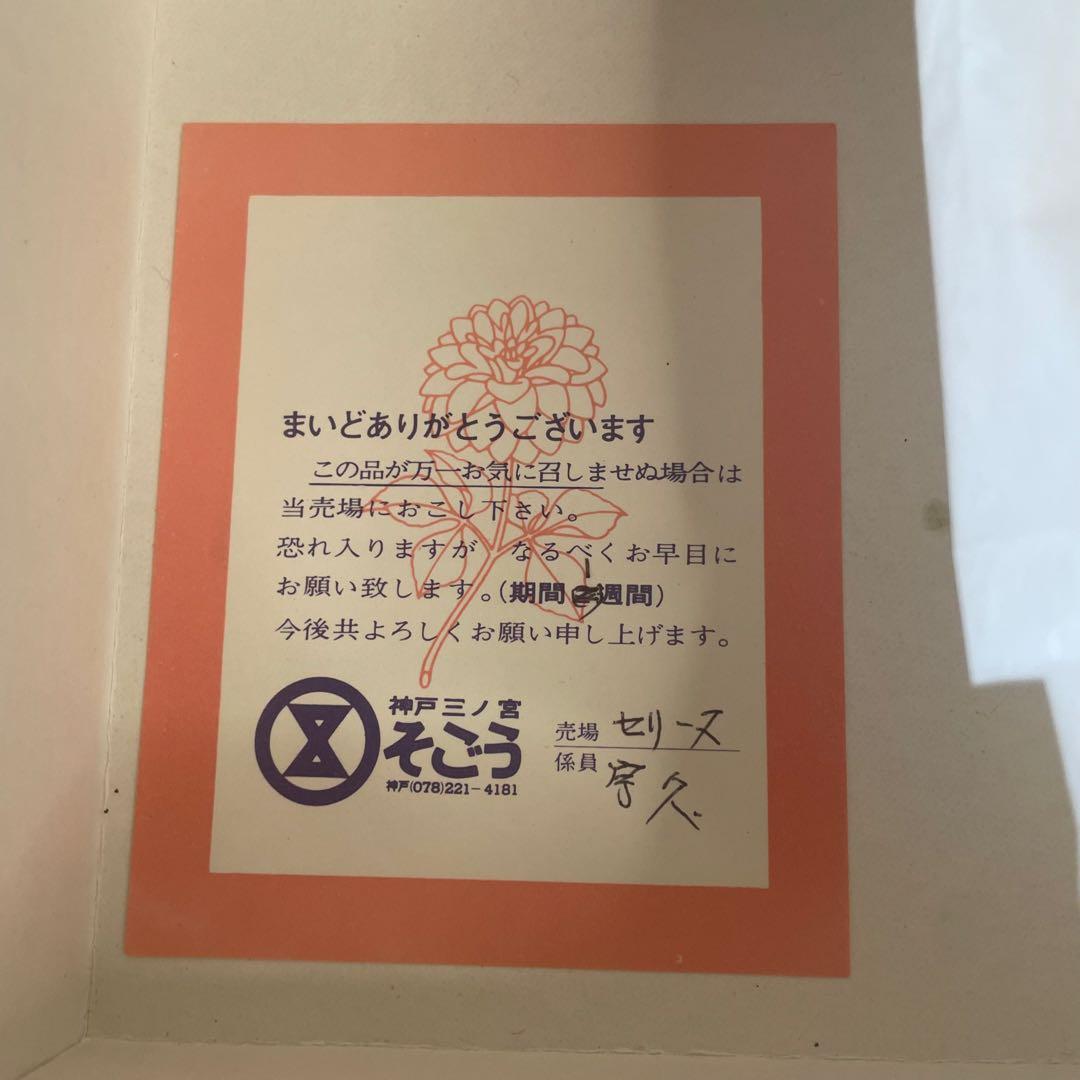 まいどありがとうございます
この品が万一お気に召しませぬ場合は
当売場におこし下さい。
恐れ入りますが なるべくお早目に
お願い致します。(期間2週間)
1
今後共よろしくお願い申し上げます。
神戸三ノ宮
そごう
神戸(078)221-4181
売場 セリーヌ
係員 宇久
3